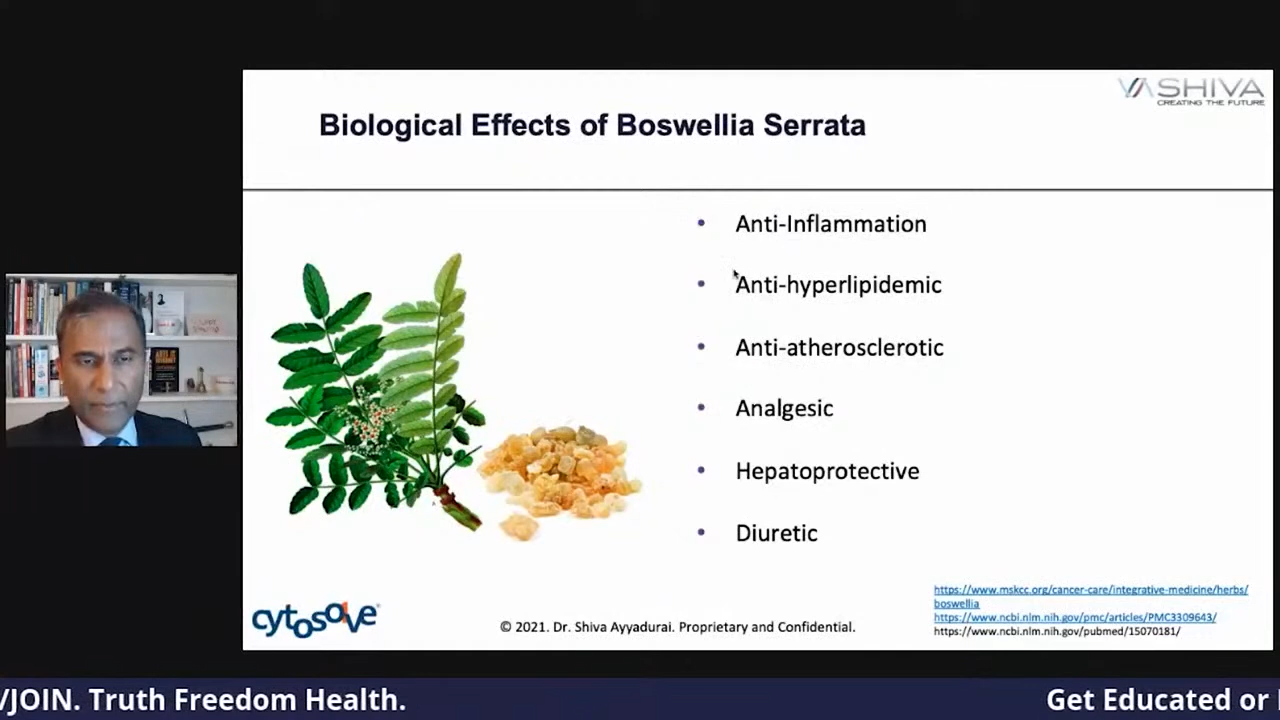 VASHIVA
CREATING THE FUTURE
Biological Effects of Boswellia Serrata
• Anti-Inflammation
• Anti-hyperlipidemic
• Anti-atherosclerotic
• Analgesic
• Hepatoprotective
• Diuretic
https://www.mskcc.org/cancer-care/integrative-medicine/herbs/
boswellia
https://www.ncbi.nlm.nih.gov/pmc/articles/PMC3309643/
https://www.ncbi.nlm.nih.gov/pubmed/15070181/
cytosolve®
© 2021. Dr. Shiva Ayyadurai. Proprietary and Confidential.
/JOIN. Truth Freedom Health.
Get Educated or